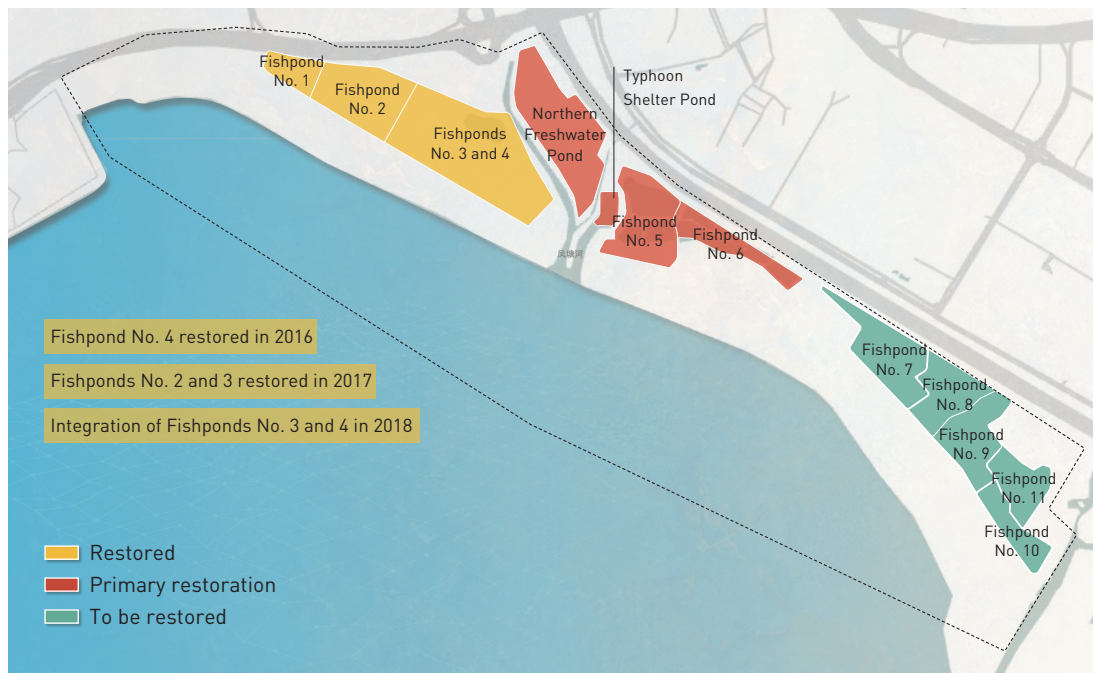 Fishpond
No. 1
Fishpond
No. 2
Fishponds
No. 3 and 4
Northern
Freshwater
Pond
Typhoon
Shelter Pond
Fishpond
No. 5
Fishpond
No. 6
凤塘河
Fishpond
No. 7
Fishpond
No. 8
Fishpond
No. 9
Fishpond
No. 11
Fishpond
No. 10
Fishpond No. 4 restored in 2016
Fishponds No. 2 and 3 restored in 2017
Integration of Fishponds No. 3 and 4 in 2018
Restored
Primary restoration
To be restored